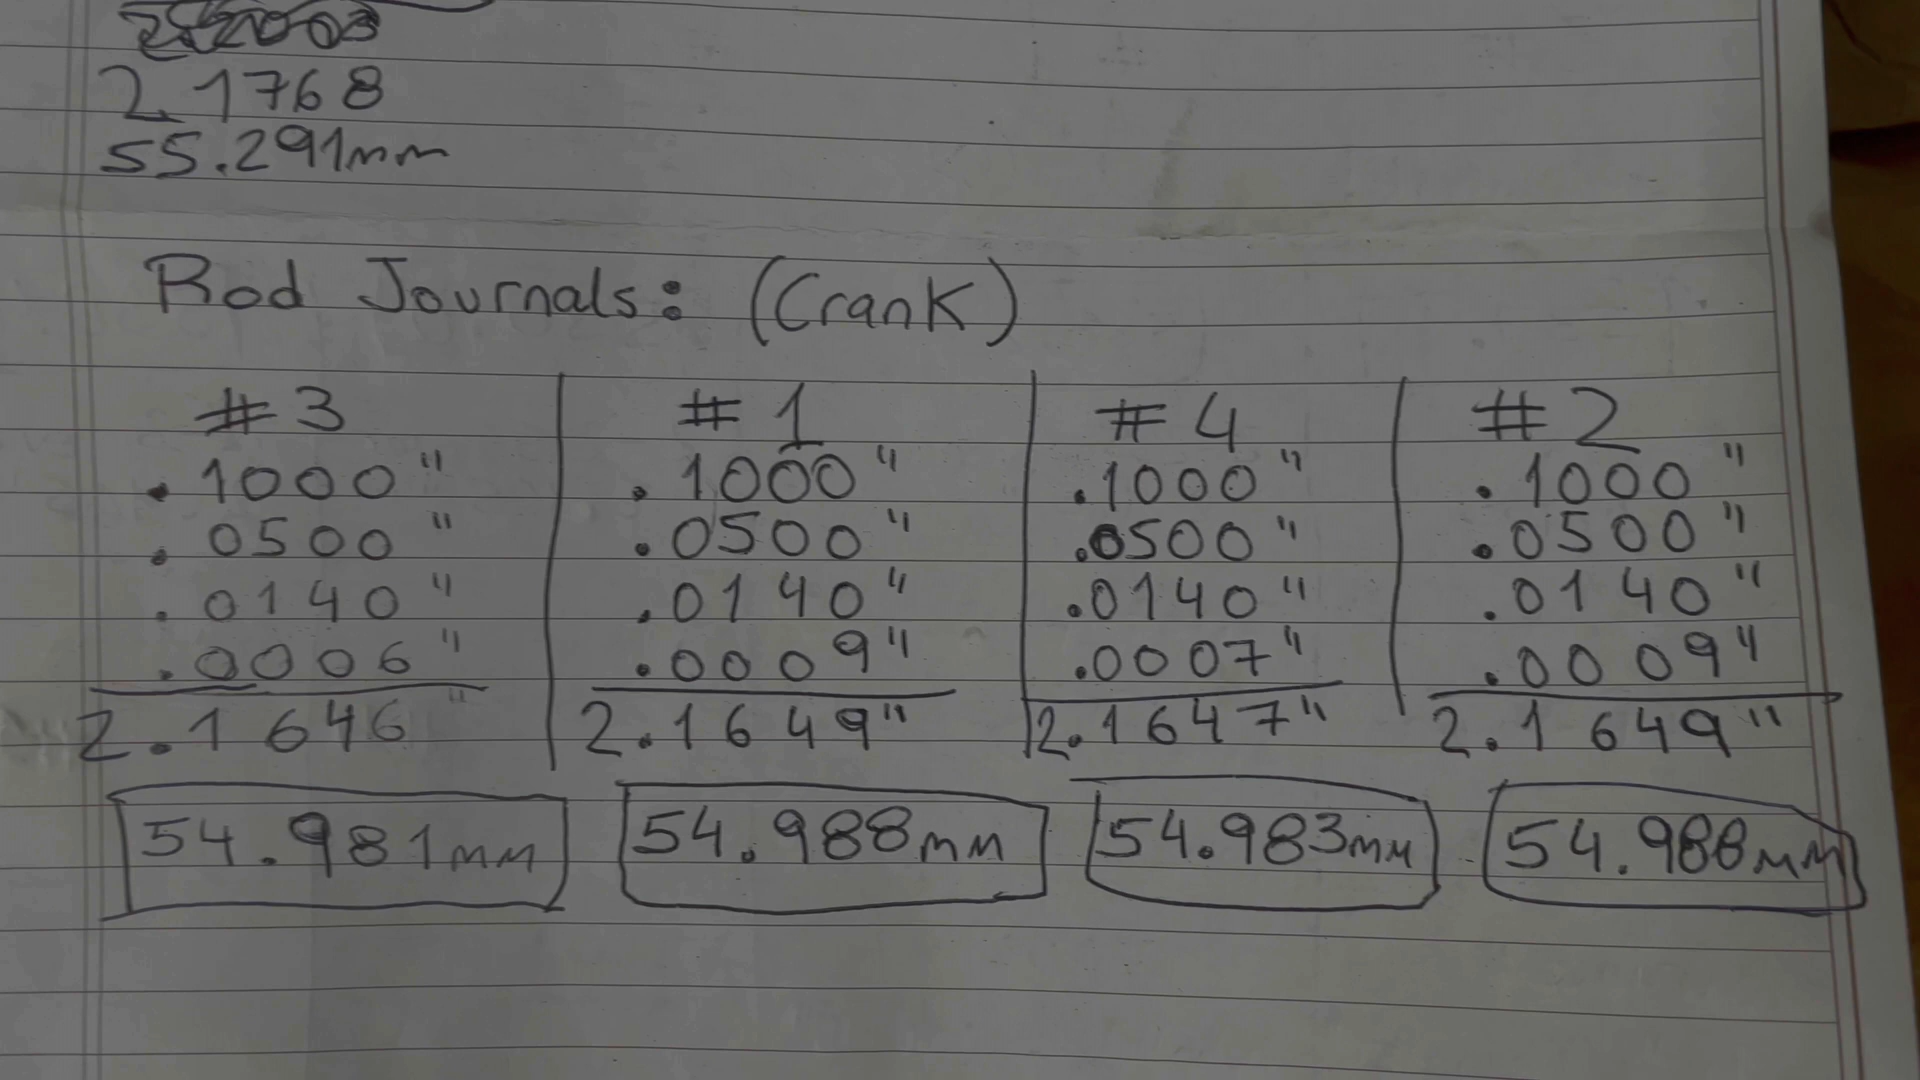 2.1768
55.291mm
Rod Journals: (Crank)
#3 #1 #4 #2
.1000" .1000" .1000" .1000"
.0500" .0500" .0500" .0500"
.0140" .0140" .0140" .0140"
.0006" .0009" .0007" .0009"
2.1646" 2.1649" 2.1647" 2.1649"
54.981mm 54.988mm 54.983mm 54.988mm